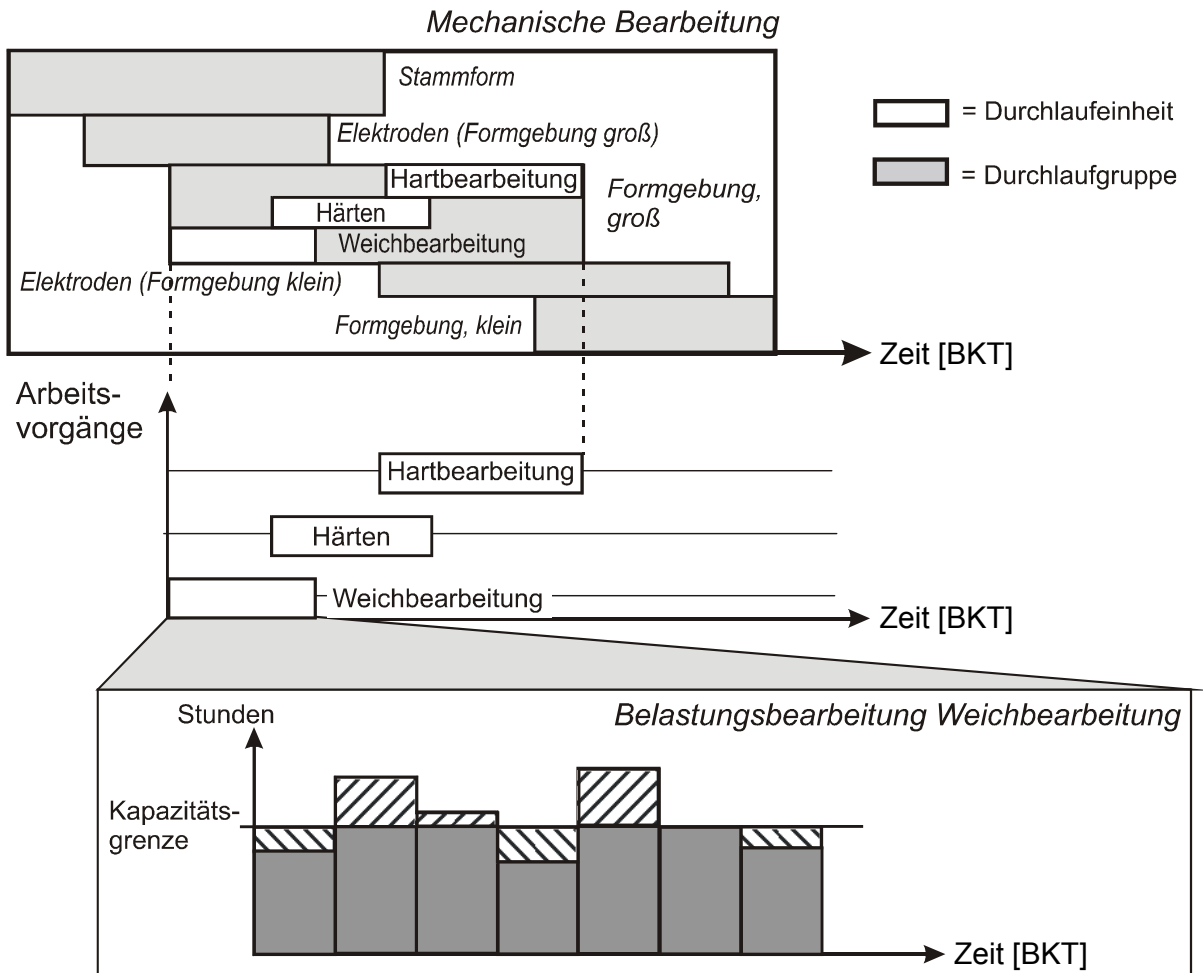 Mechanische Bearbeitung
Stammform
= Durchlaufeinheit
Elektroden (Formgebung groß)
= Durchlaufgruppe
Hartbearbeitung
Formgebung,
groß
Härten
Weichbearbeitung
Elektroden (Formgebung klein)
Formgebung, klein
Zeit [BKT]
Arbeits-
vorgänge
Hartbearbeitung
Härten
Weichbearbeitung
Zeit [BKT]
Stunden
Belastungsbearbeitung Weichbearbeitung
Kapazitäts-
grenze
Zeit [BKT]